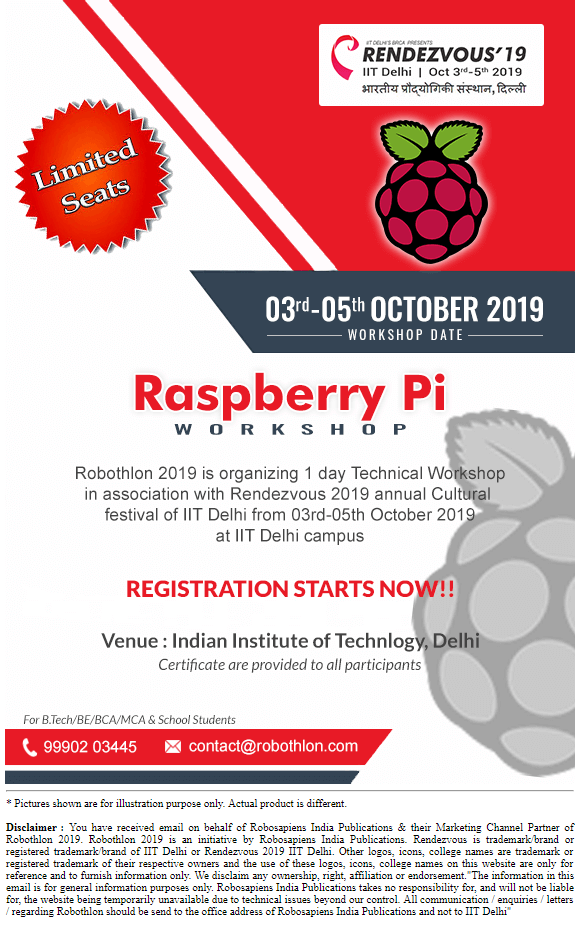 IIT DELHI'S BRCA PRESENTS
RENDEZVOUS'19
IIT Delhi | Oct 3rd-5th 2019
भारतीय प्रौद्योगिकी संस्थान, दिल्ली
Limited
Seats
03rd-05th OCTOBER 2019
WORKSHOP DATE
Raspberry Pi
WORKSHOP
Robothlon 2019 is organizing 1 day Technical Workshop
in association with Rendezvous 2019 annual Cultural
festival of IIT Delhi from 03rd-05th October 2019
at IIT Delhi campus
REGISTRATION STARTS NOW!!
Venue : Indian Institute of Technlogy, Delhi
Certificate are provided to all participants
For B.Tech/BE/BCA/MCA & School Students
99902 03445 contact@robothlon.com
* Pictures shown are for illustration purpose only. Actual product is different.
Disclaimer : You have received email on behalf of Robosapiens India Publications & their Marketing Channel Partner of
Robothlon 2019. Robothlon 2019 is an initiative by Robosapiens India Publications. Rendezvous is trademark/brand or
registered trademark/brand of IIT Delhi or Rendezvous 2019 IIT Delhi. Other logos, icons, college names are trademark or
registered trademark of their respective owners and the use of these logos, icons, college names on this website are only for
reference and to furnish information only. We disclaim any ownership, right, affiliation or endorsement."The information in this
email is for general information purposes only. Robosapiens India Publications takes no responsibility for, and will not be liable
for, the website being temporarily unavailable due to technical issues beyond our control. All communication / enquiries / letters
/ regarding Robothlon should be send to the office address of Robosapiens India Publications and not to IIT Delhi"